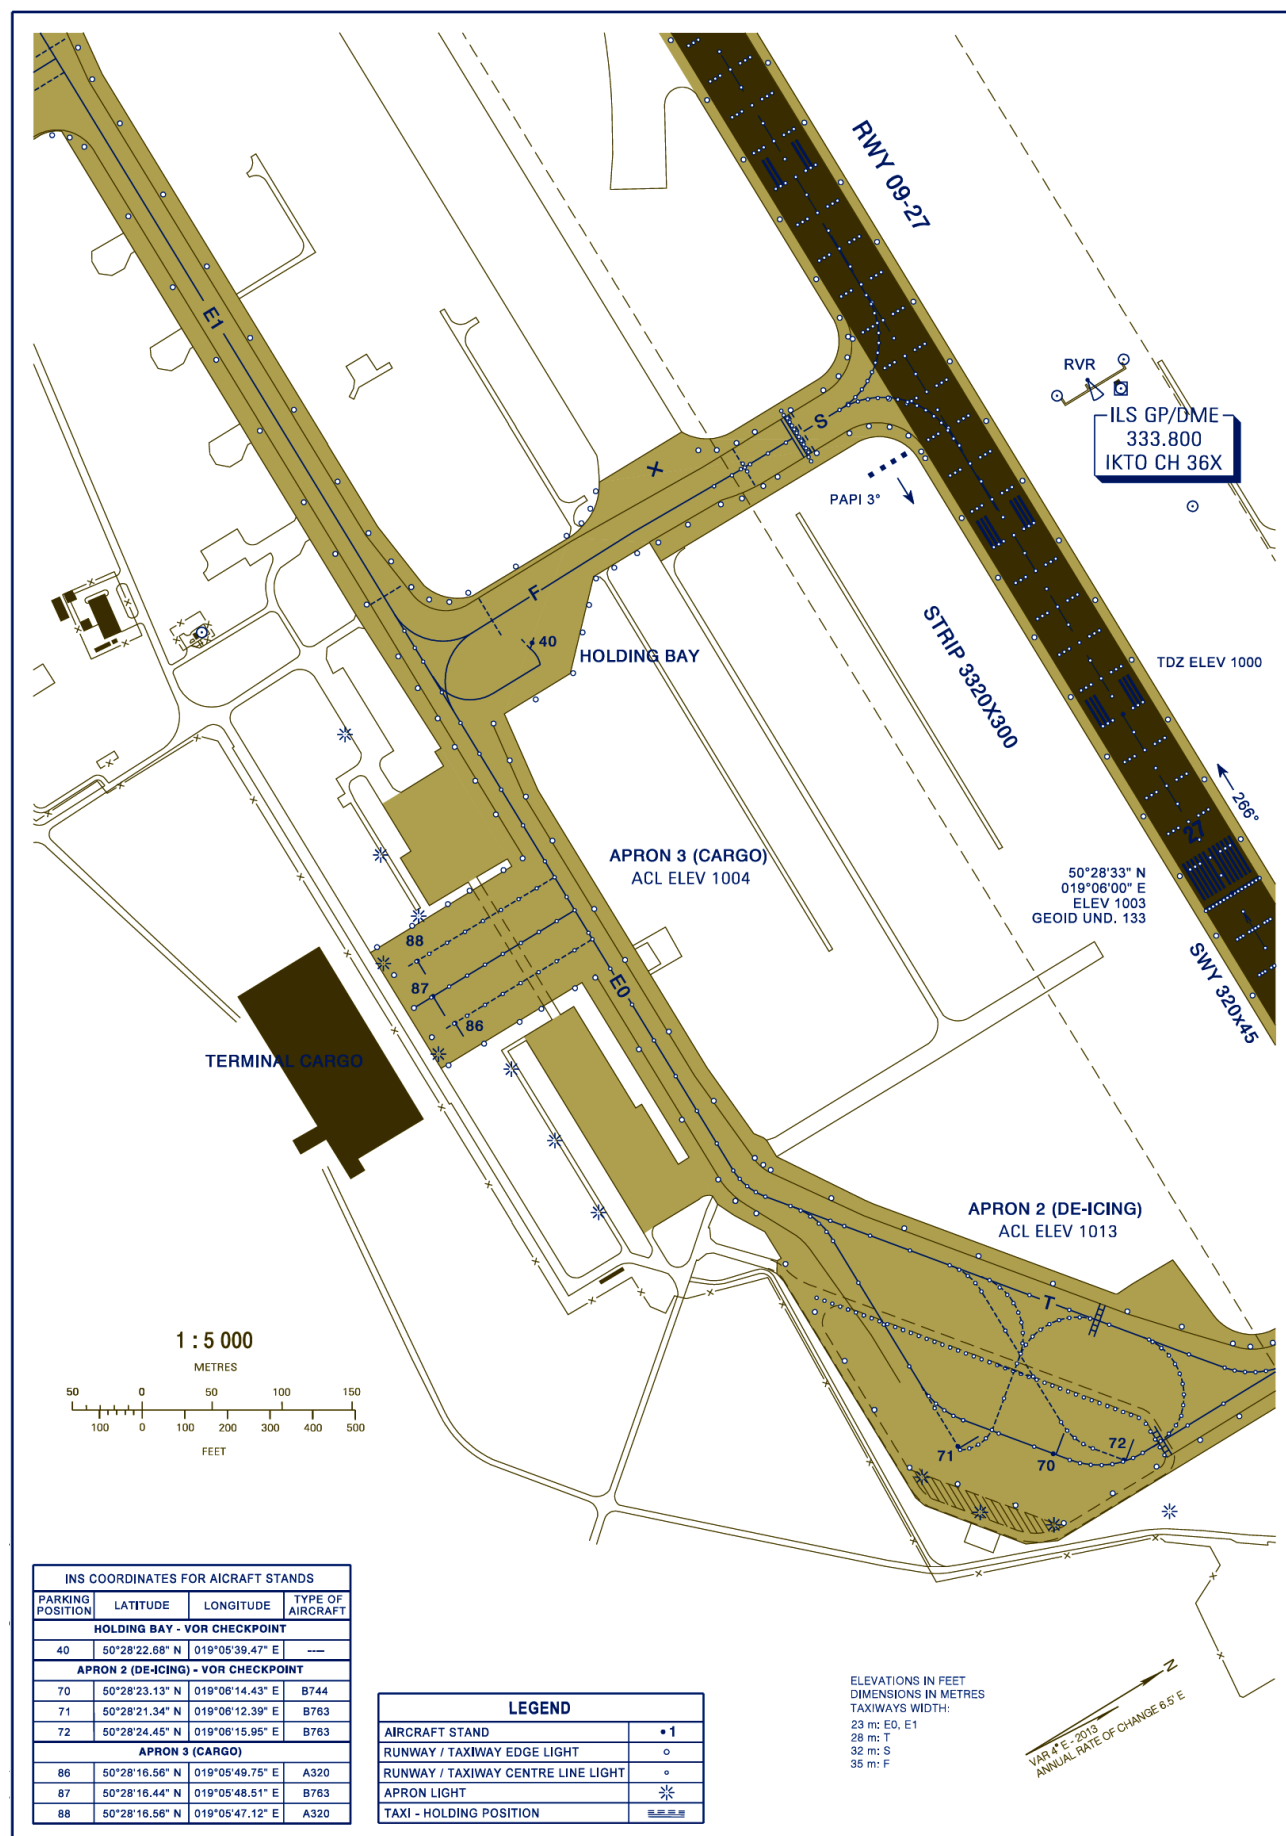 RWY 09-27
E1
RVR
ILS GP/DME
333.800
IKTO CH 36X
S
X
PAPI 3°
F
40
HOLDING BAY
STRIP 3320X300
TDZ ELEV 1000
266°
27
APRON 3 (CARGO)
ACL ELEV 1004
50°28'33" N
019°06'00" E
ELEV 1003
GEOID UND. 133
SWY 320x45
88
87
86
E0
TERMINAL CARGO
APRON 2 (DE-ICING)
ACL ELEV 1013
T
71
70
72
1 : 5 000
METRES
50 0 50 100 150
100 0 100 200 300 400 500
FEET
INS COORDINATES FOR AICRAFT STANDS
PARKING POSITION LATITUDE LONGITUDE TYPE OF AIRCRAFT
HOLDING BAY - VOR CHECKPOINT
40 50°28'22.68" N 019°05'39.47" E ----
APRON 2 (DE-ICING) - VOR CHECKPOINT
70 50°28'23.13" N 019°06'14.43" E B744
71 50°28'21.34" N 019°06'12.39" E B763
72 50°28'24.45" N 019°06'15.95" E B763
APRON 3 (CARGO)
86 50°28'16.56" N 019°05'49.75" E A320
87 50°28'16.44" N 019°05'48.51" E B763
88 50°28'16.56" N 019°05'47.12" E A320
LEGEND
AIRCRAFT STAND •1
RUNWAY / TAXIWAY EDGE LIGHT
RUNWAY / TAXIWAY CENTRE LINE LIGHT
APRON LIGHT
TAXI - HOLDING POSITION
ELEVATIONS IN FEET
DIMENSIONS IN METRES
TAXIWAYS WIDTH:
23 m: E0, E1
28 m: T
32 m: S
35 m: F
N
VAR 4° E - 2013
ANNUAL RATE OF CHANGE 6.5' E